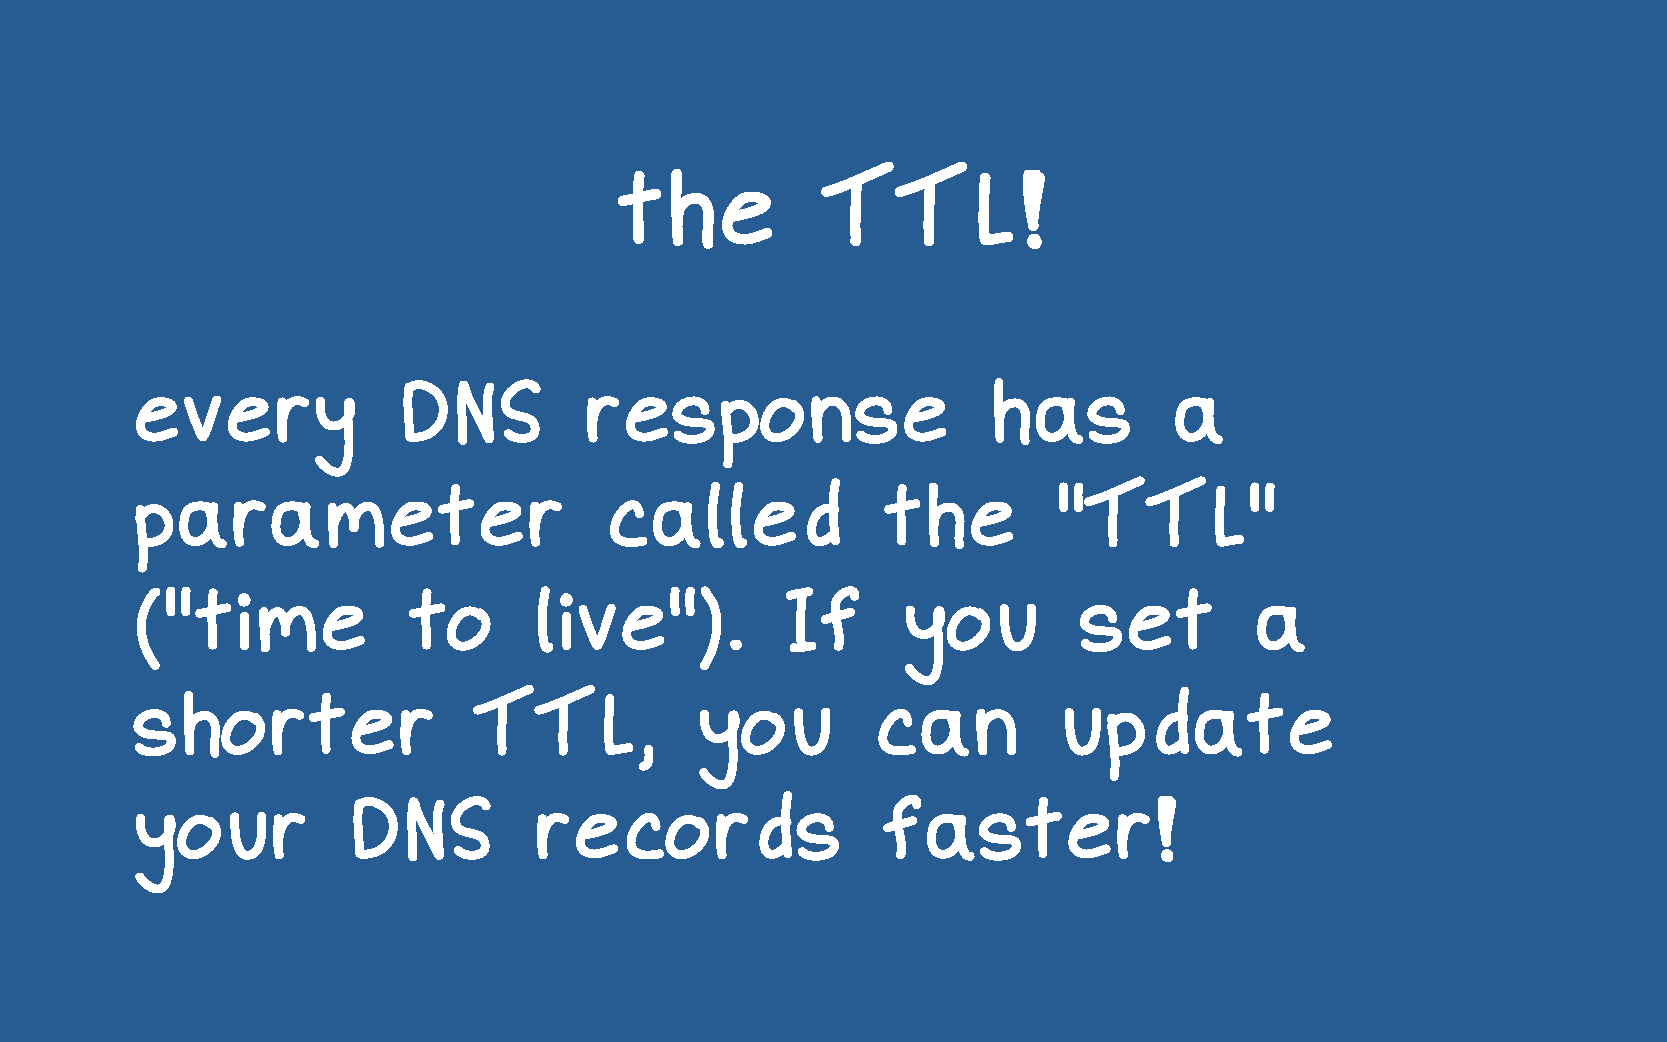 the TTL!
every DNS response has a
parameter called the "TTL"
("time to live"). If you set a
shorter TTL, you can update
your DNS records faster!